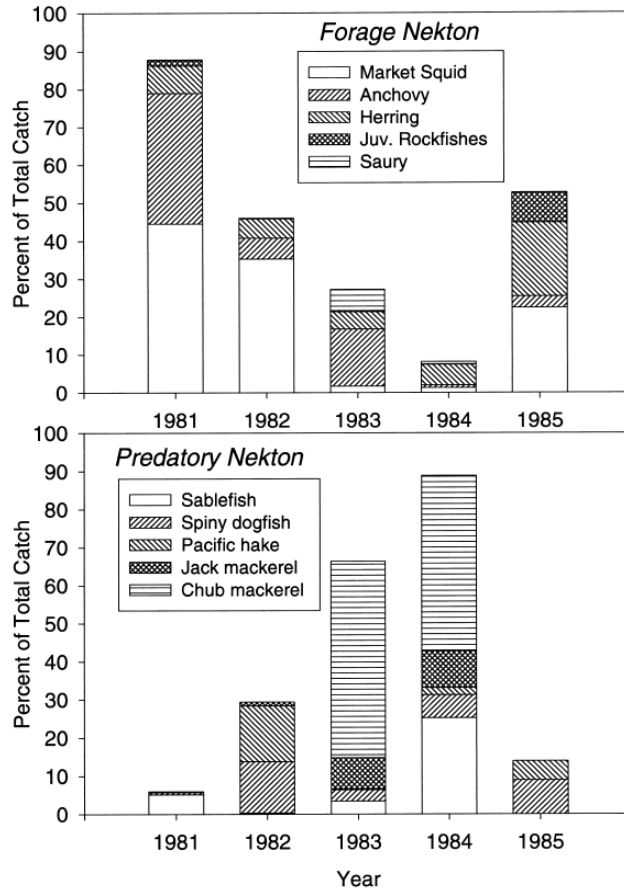 Forage Nekton
Market Squid
Anchovy
Herring
Juv. Rockfishes
Saury
Percent of Total Catch
100
90
80
70
60
50
40
30
20
10
0
1981 1982 1983 1984 1985
Predatory Nekton
Sablefish
Spiny dogfish
Pacific hake
Jack mackerel
Chub mackerel
Percent of Total Catch
100
90
80
70
60
50
40
30
20
10
0
1981 1982 1983 1984 1985
Year